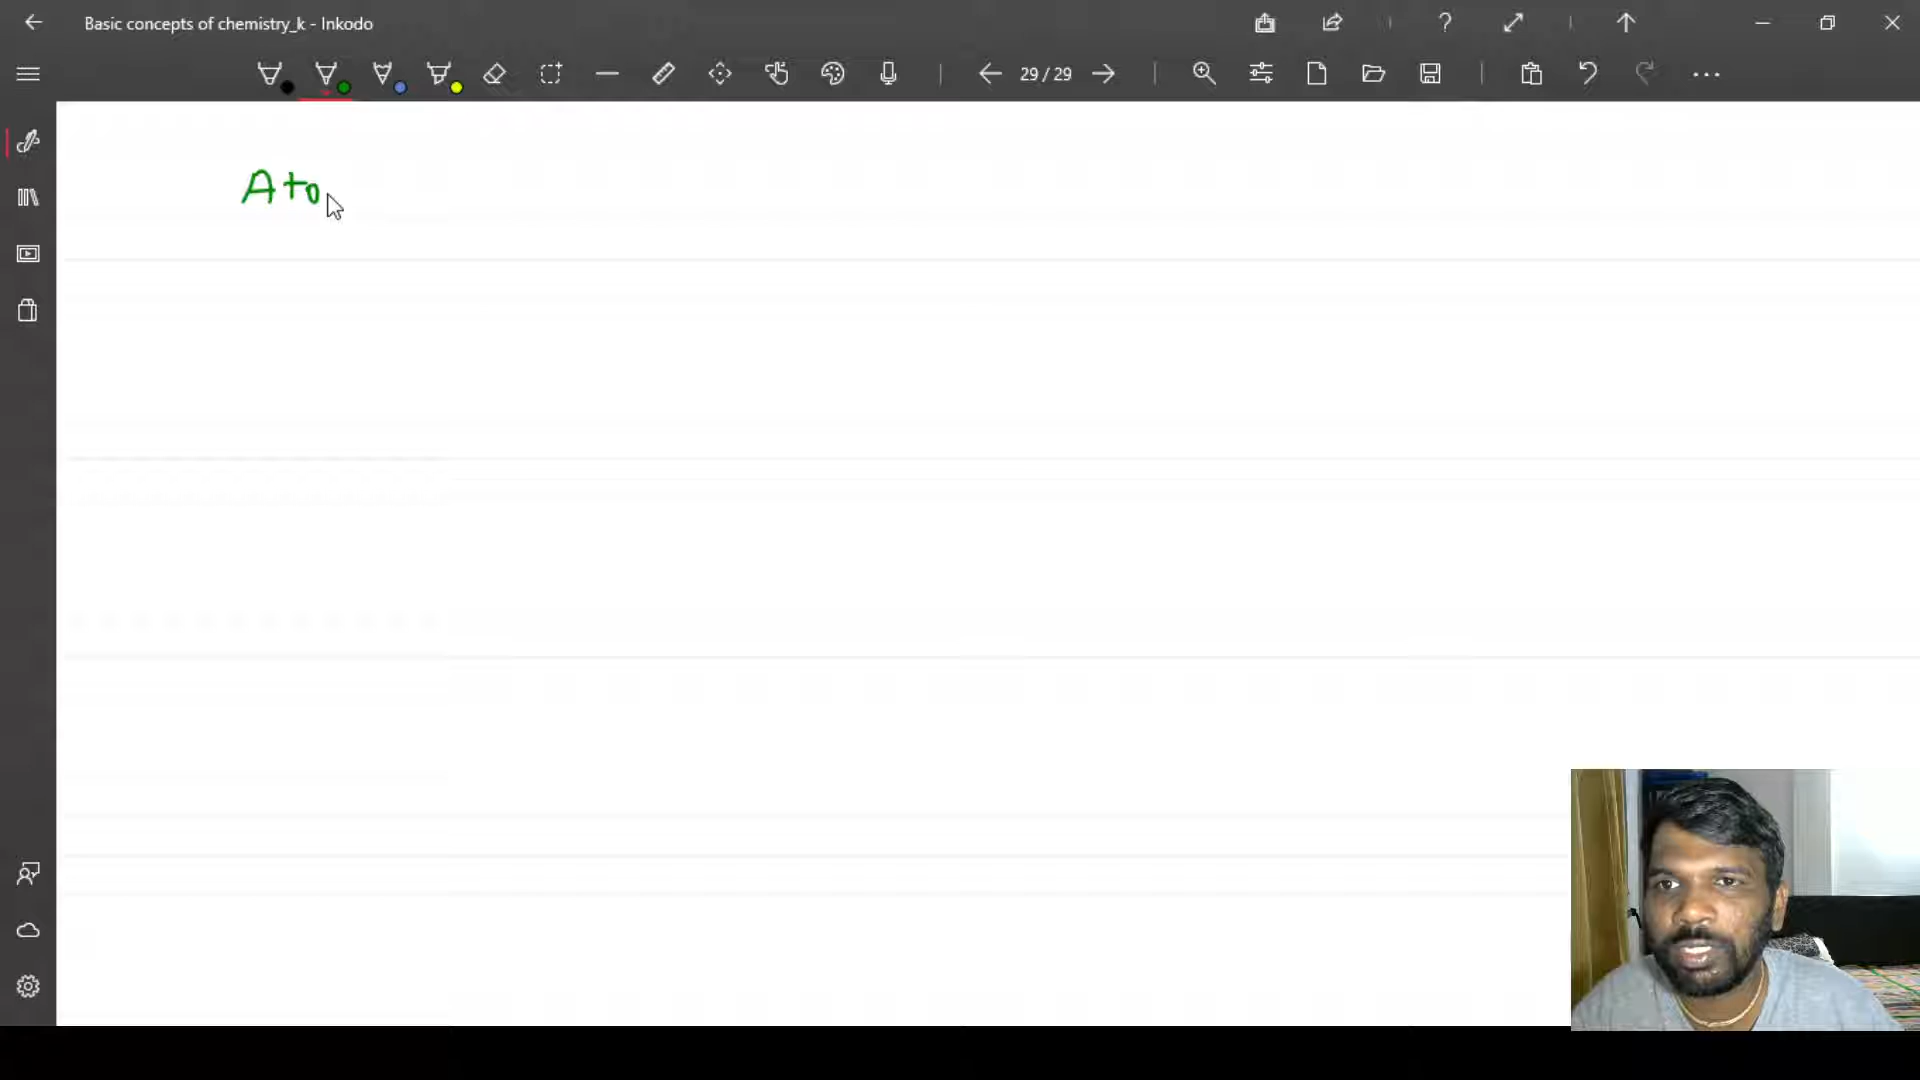 Basic concepts of chemistry_k - Inkodo
29 / 29
Ato